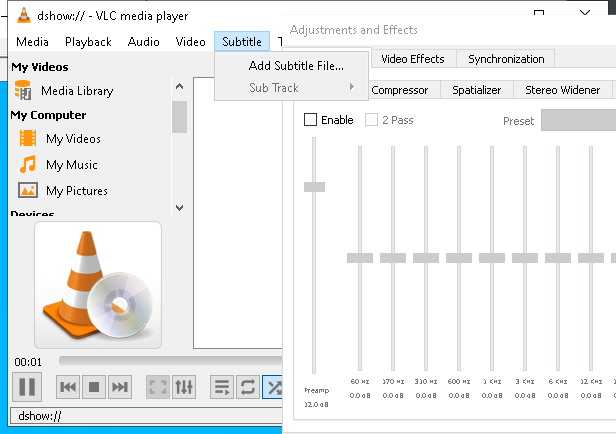 dshow:// - VLC media player
Media Playback Audio Video Subtitle T
Add Subtitle File...
Sub Track
My Videos
Media Library
My Computer
My Videos
My Music
My Pictures
Devices
00:01
dshow://
Adjustments and Effects
Video Effects Synchronization
Compressor Spatializer Stereo Widener
Enable 2 Pass Preset
Preamp
12.0 dB
60 Hz 170 Hz 310 Hz 600 Hz 1 KHz 3 KHz 6 KHz 12 K
0.0 dB 0.0 dB 0.0 dB 0.0 dB 0.0 dB 0.0 dB 0.0 dB 0.0 d